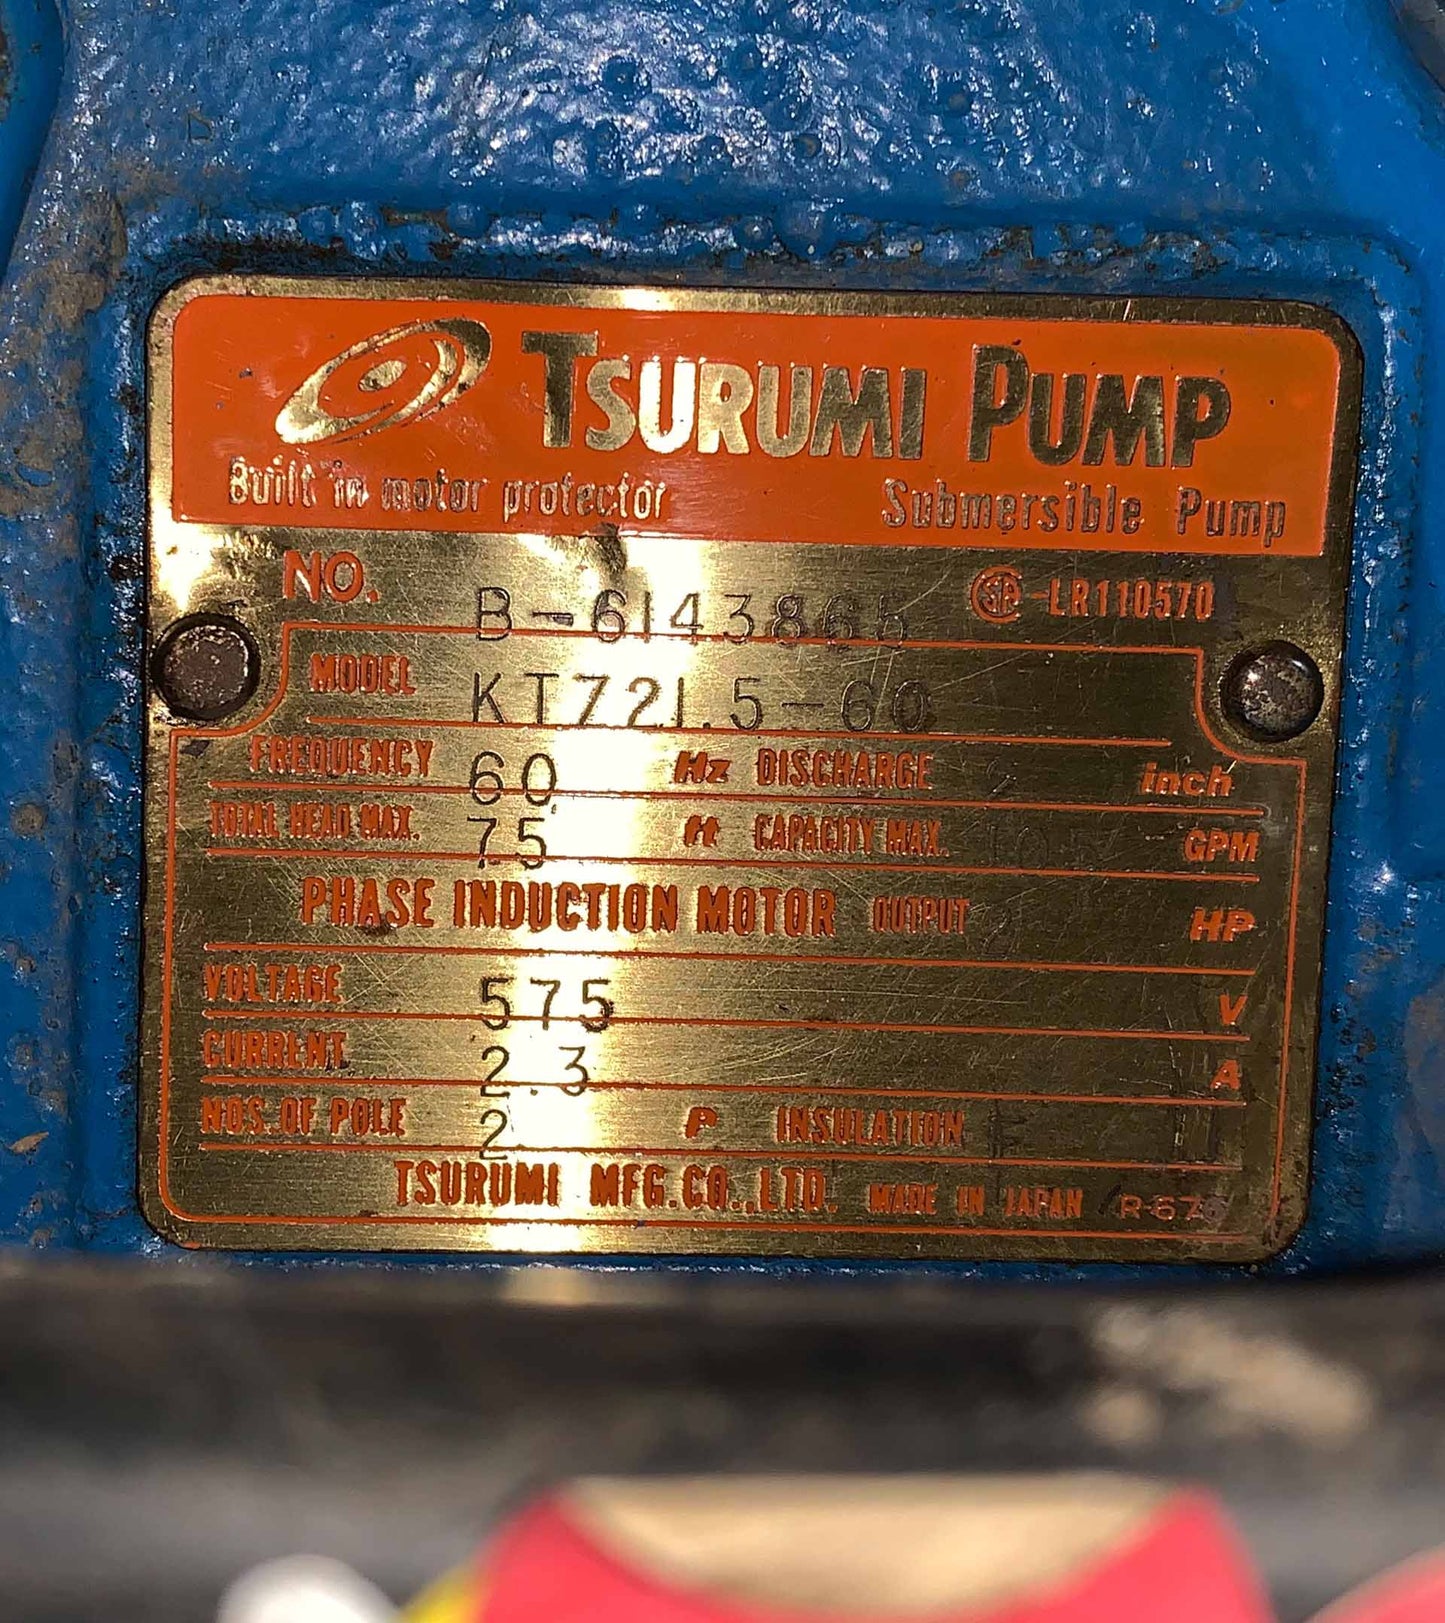 TSURUMI PUMP
Built in motor protector Submersible Pump
NO. B-6143865 -LR110570
MODEL KTZ21.5-60
FREQUENCY 60 Hz DISCHARGE 2 inch
TOTAL HEAD MAX. 75 ft CAPACITY MAX. GPM
PHASE INDUCTION MOTOR OUTPUT HP
VOLTAGE 575 V
CURRENT 2.3 A
NOS.OF POLE 2 P INSULATION E
TSURUMI MFG.CO.,LTD. MADE IN JAPAN